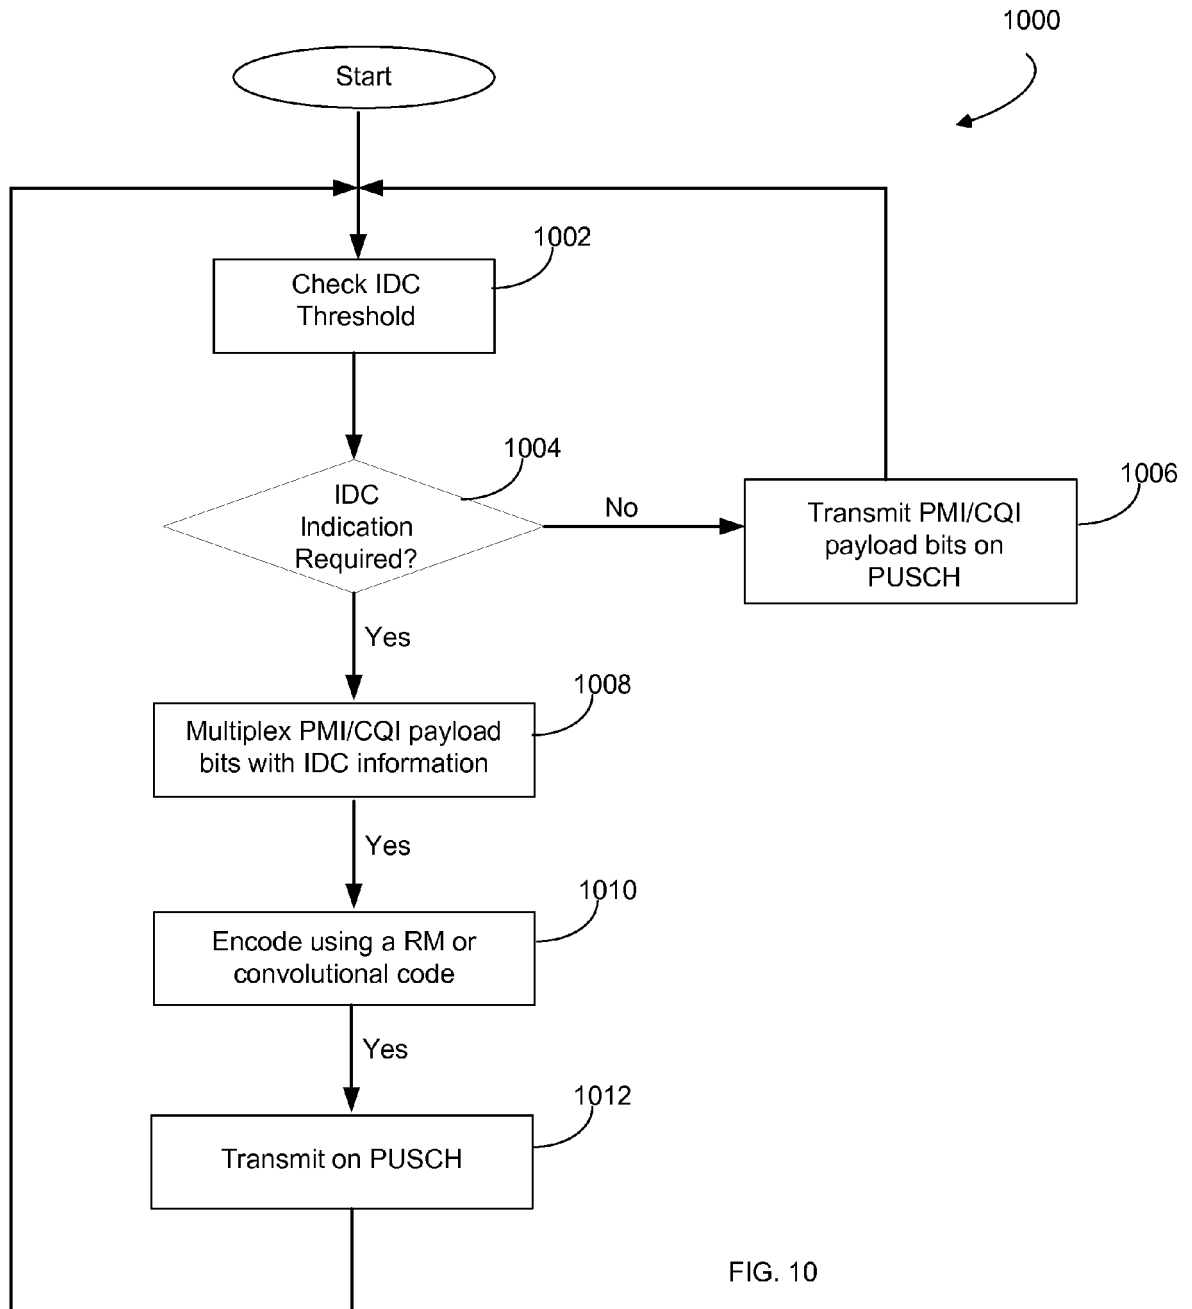 1000
Start
1002
Check IDC
Threshold
1004
IDC
Indication
Required?
No
1006
Transmit PMI/CQI
payload bits on
PUSCH
Yes
1008
Multiplex PMI/CQI payload
bits with IDC information
Yes
1010
Encode using a RM or
convolutional code
Yes
1012
Transmit on PUSCH
FIG. 10